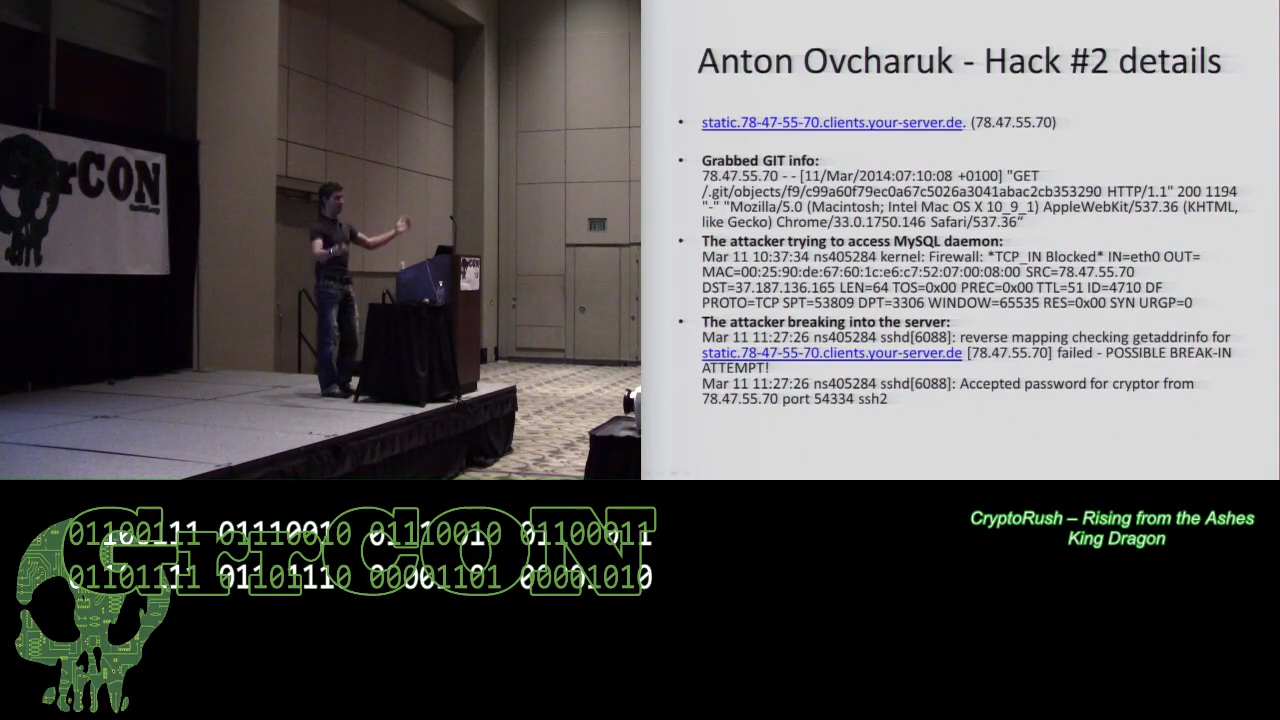 CON
Anton Ovcharuk - Hack #2 details
• static.78-47-55-70.clients.your-server.de. (78.47.55.70)
• Grabbed GIT info:
78.47.55.70 - - [11/Mar/2014:07:10:08 +0100] "GET
/.git/objects/f9/c99a60f79ec0a67c5026a3041abac2cb353290 HTTP/1.1" 200 1194
"-" "Mozilla/5.0 (Macintosh; Intel Mac OS X 10_9_1) AppleWebKit/537.36 (KHTML,
like Gecko) Chrome/33.0.1750.146 Safari/537.36"
• The attacker trying to access MySQL daemon:
Mar 11 10:37:34 ns405284 kernel: Firewall: *TCP_IN Blocked* IN=eth0 OUT=
MAC=00:25:90:de:67:60:1c:e6:c7:52:07:00:08:00 SRC=78.47.55.70
DST=37.187.136.165 LEN=64 TOS=0x00 PREC=0x00 TTL=51 ID=4710 DF
PROTO=TCP SPT=53809 DPT=3306 WINDOW=65535 RES=0x00 SYN URGP=0
• The attacker breaking into the server:
Mar 11 11:27:26 ns405284 sshd[6088]: reverse mapping checking getaddrinfo for
static.78-47-55-70.clients.your-server.de [78.47.55.70] failed - POSSIBLE BREAK-IN
ATTEMPT!
Mar 11 11:27:26 ns405284 sshd[6088]: Accepted password for cryptor from
78.47.55.70 port 54334 ssh2
GrrCON
01100111 01110010 01110010 01100011
01101111 01101110 00001101 00001010
CryptoRush – Rising from the Ashes
King Dragon